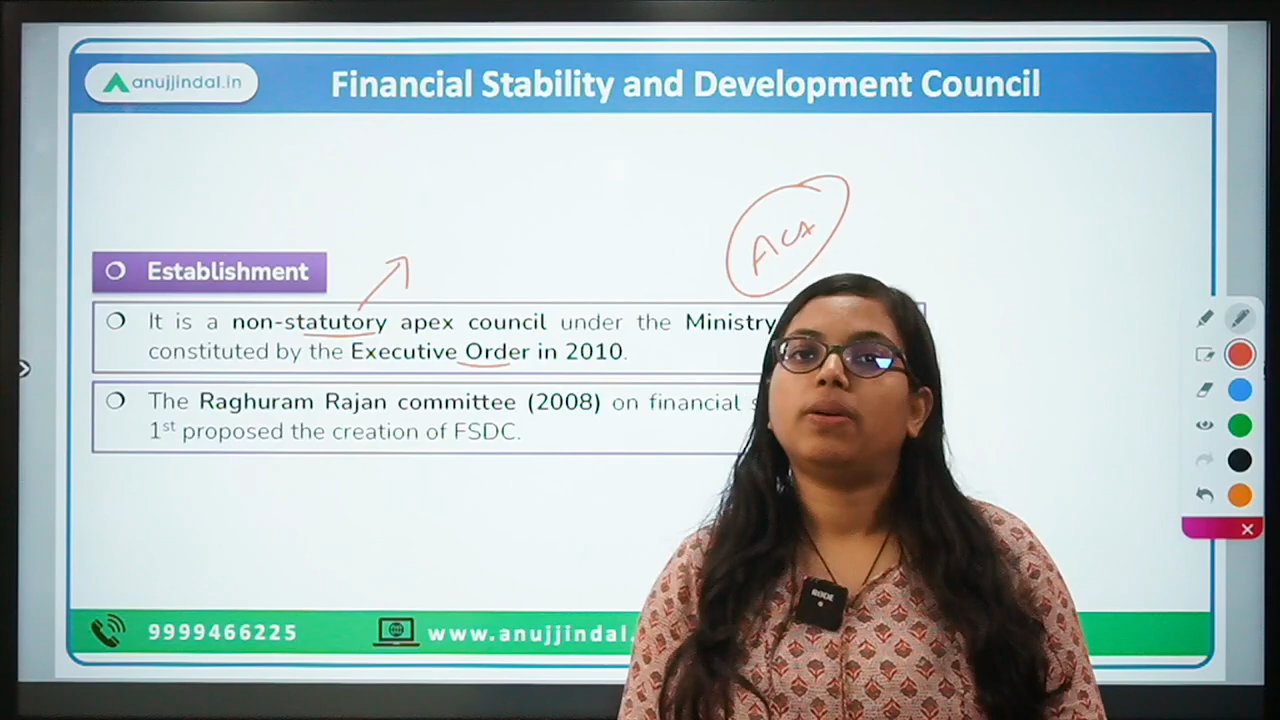 anujjindal.in
Financial Stability and Development Council
Establishment
It is a non-statutory apex council under the Ministry
constituted by the Executive Order in 2010.
The Raghuram Rajan committee (2008) on financial
1st proposed the creation of FSDC.
9999466225
www.anujjindal.
RODE